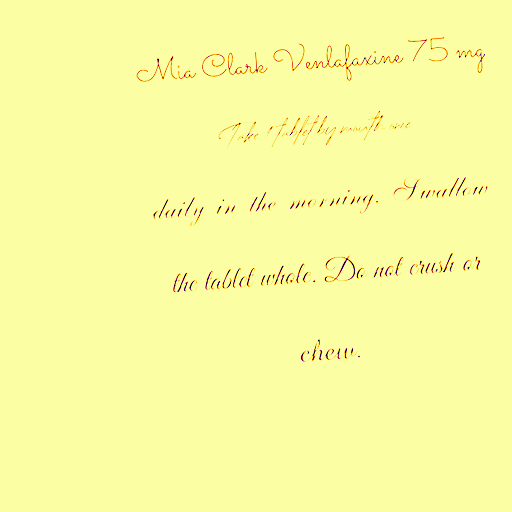 Mia Clark Venlafaxine 75 mg
Take 1 tablet by mouth once
daily in the morning. Swallow
the tablet whole. Do not crush or
chew.